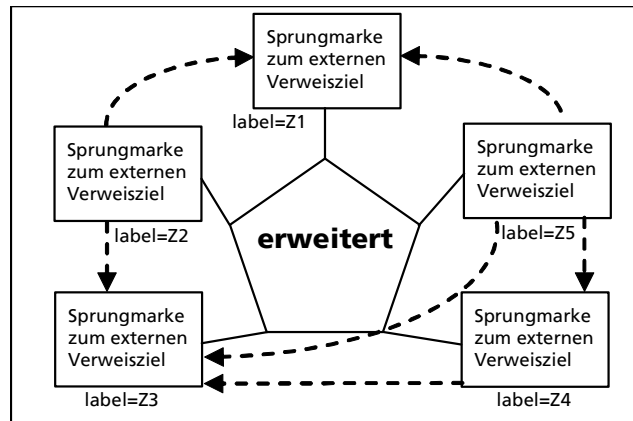 Sprungmarke
zum externen
Verweisziel
label=Z1
Sprungmarke
zum externen
Verweisziel
label=Z2
Sprungmarke
zum externen
Verweisziel
label=Z5
erweitert
Sprungmarke
zum externen
Verweisziel
label=Z3
Sprungmarke
zum externen
Verweisziel
label=Z4